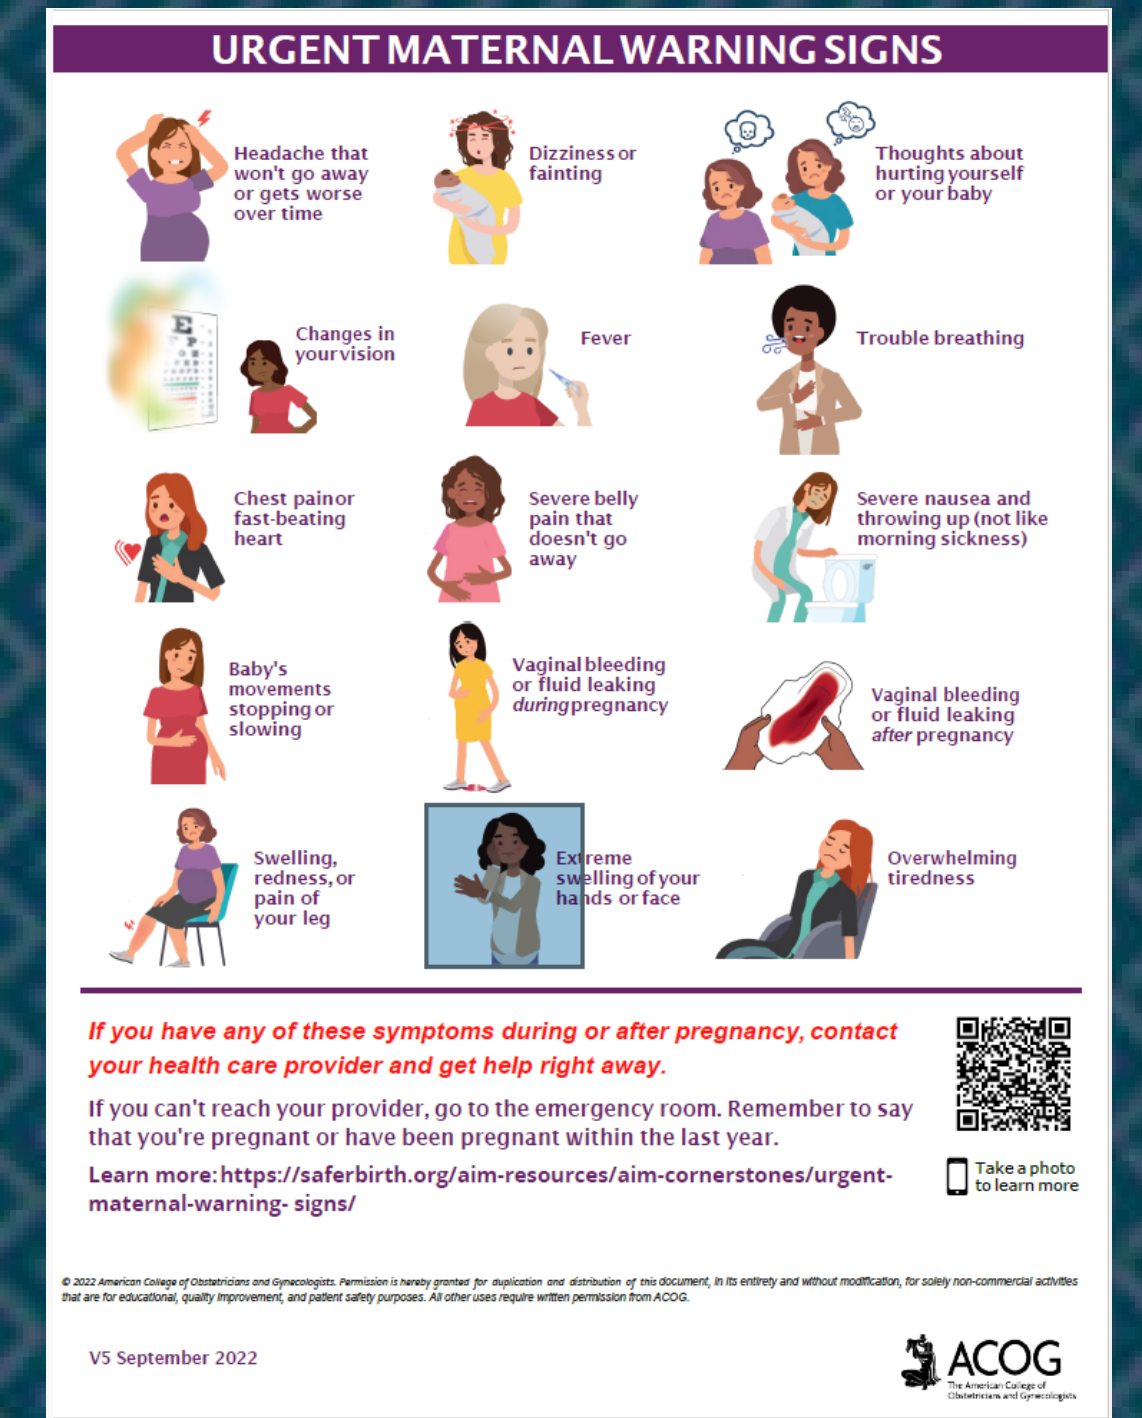 URGENT MATERNAL WARNING SIGNS
Headache that
won't go away
or gets worse
over time
Dizziness or
fainting
Thoughts about
hurting yourself
or your baby
E
Changes in
your vision
Fever
Trouble breathing
Chest pain or
fast-beating
heart
Severe belly
pain that
doesn't go
away
Severe nausea and
throwing up (not like
morning sickness)
Baby's
movements
stopping or
slowing
Vaginal bleeding
or fluid leaking
during pregnancy
Vaginal bleeding
or fluid leaking
after pregnancy
Swelling,
redness, or
pain of
your leg
Extreme
swelling of your
hands or face
Overwhelming
tiredness
If you have any of these symptoms during or after pregnancy, contact
your health care provider and get help right away.
If you can't reach your provider, go to the emergency room. Remember to say
that you're pregnant or have been pregnant within the last year.
Learn more: https://saferbirth.org/aim-resources/aim-cornerstones/urgent-
maternal-warning- signs/
Take a photo
to learn more
© 2022 American College of Obstetricians and Gynecologists. Permission is hereby granted for duplication and distribution of this document, in its entirety and without modification, for solely non-commercial activities
that are for educational, quality improvement, and patient safety purposes. All other uses require written permission from ACOG.
V5 September 2022
ACOG
The American College of
Obstetricians and Gynecologists